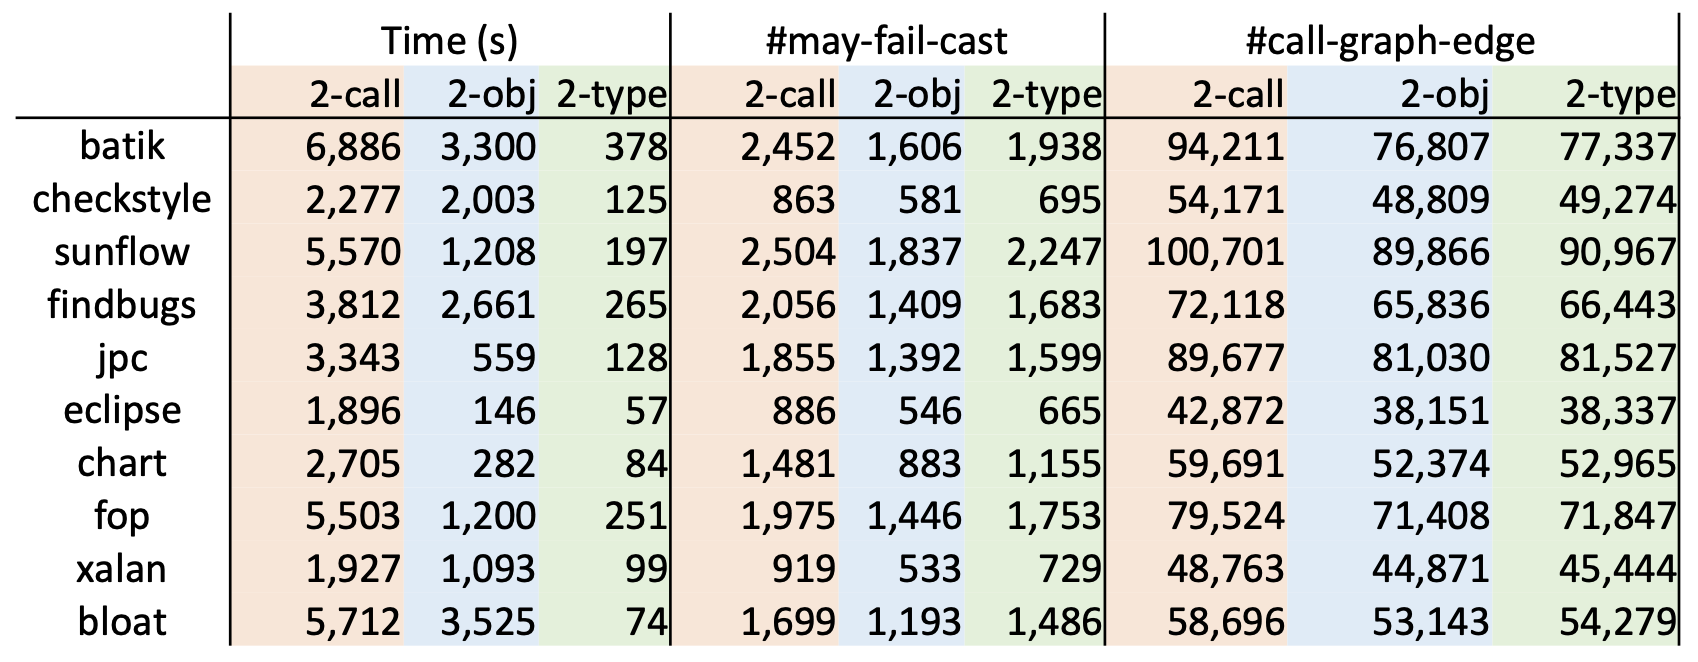 Time (s) #may-fail-cast #call-graph-edge
2-call 2-obj 2-type 2-call 2-obj 2-type 2-call 2-obj 2-type
batik 6,886 3,300 378 2,452 1,606 1,938 94,211 76,807 77,337
checkstyle 2,277 2,003 125 863 581 695 54,171 48,809 49,274
sunflow 5,570 1,208 197 2,504 1,837 2,247 100,701 89,866 90,967
findbugs 3,812 2,661 265 2,056 1,409 1,683 72,118 65,836 66,443
jpc 3,343 559 128 1,855 1,392 1,599 89,677 81,030 81,527
eclipse 1,896 146 57 886 546 665 42,872 38,151 38,337
chart 2,705 282 84 1,481 883 1,155 59,691 52,374 52,965
fop 5,503 1,200 251 1,975 1,446 1,753 79,524 71,408 71,847
xalan 1,927 1,093 99 919 533 729 48,763 44,871 45,444
bloat 5,712 3,525 74 1,699 1,193 1,486 58,696 53,143 54,279